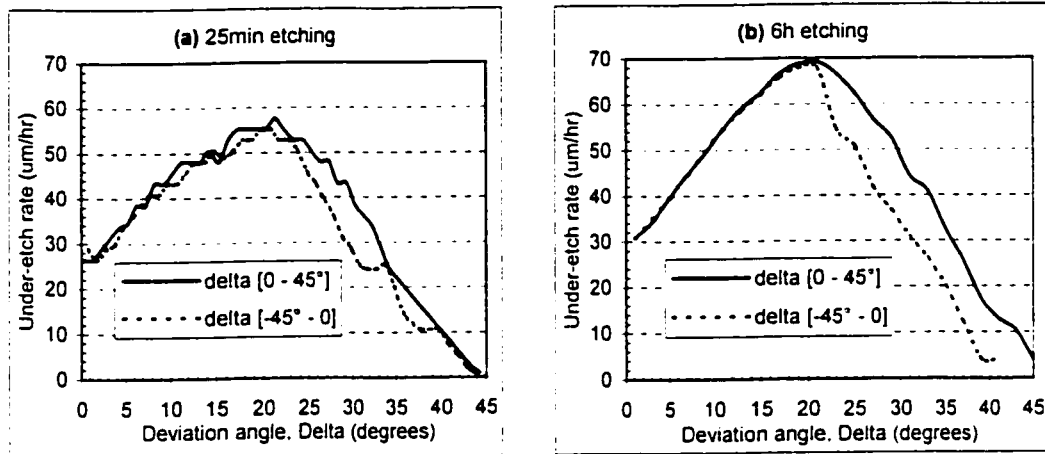 (a) 25min etching
70
60
50
40
30
20
10
0
Under-etch rate (um/hr)
delta [0 - 45°]
delta [-45° - 0]
0 5 10 15 20 25 30 35 40 45
Deviation angle. Delta (degrees)
(b) 6h etching
70
60
50
40
30
20
10
0
Under-etch rate (um/hr)
delta [0 - 45°]
delta [-45° - 0]
0 5 10 15 20 25 30 35 40 45
Deviation angle, Delta (degrees)